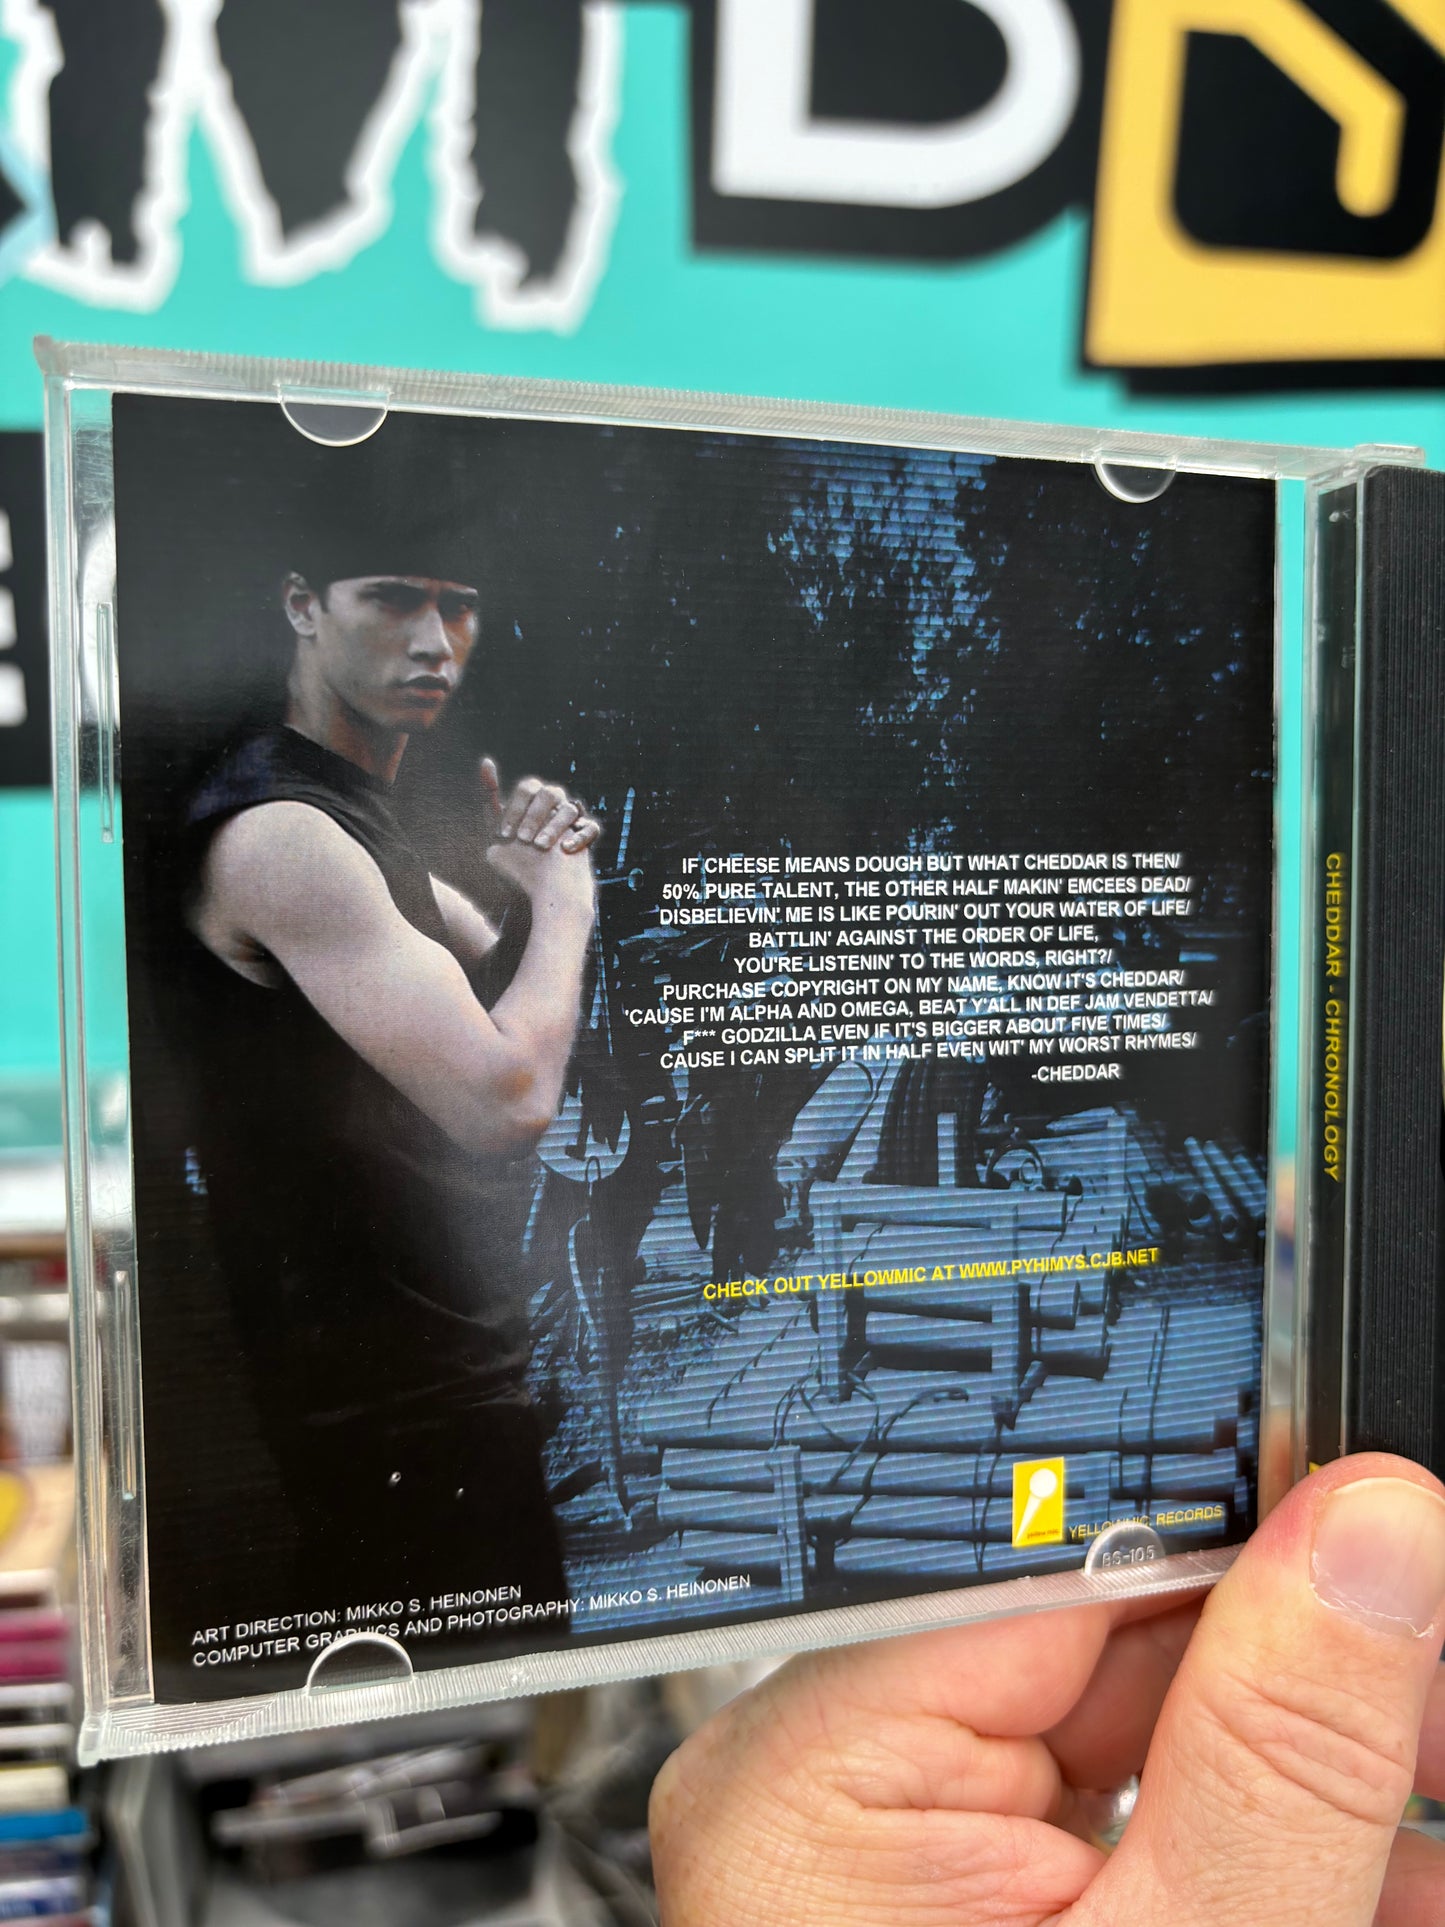 IF CHEESE MEANS DOUGH BUT WHAT CHEDDAR IS THEN/
50% PURE TALENT, THE OTHER HALF MAKIN' EMCEES DEAD/
DISBELIEVIN' ME IS LIKE POURIN' OUT YOUR WATER OF LIFE/
BATTLIN' AGAINST THE ORDER OF LIFE,
YOU'RE LISTENIN' TO THE WORDS, RIGHT?/
PURCHASE COPYRIGHT ON MY NAME, KNOW IT'S CHEDDAR/
'CAUSE I'M ALPHA AND OMEGA, BEAT Y'ALL IN DEF JAM VENDETTA/
F*** GODZILLA EVEN IF IT'S BIGGER ABOUT FIVE TIMES/
CAUSE I CAN SPLIT IT IN HALF EVEN WIT' MY WORST RHYMES/
-CHEDDAR
CHECK OUT YELLOWMIC AT WWW.PYHIMYS.CJB.NET
yellow mic.
YELLOWMIC. RECORDS
BS-105
ART DIRECTION: MIKKO S. HEINONEN
COMPUTER GRAPHICS AND PHOTOGRAPHY: MIKKO S. HEINONEN
CHEDDAR - CHRONOLOGY